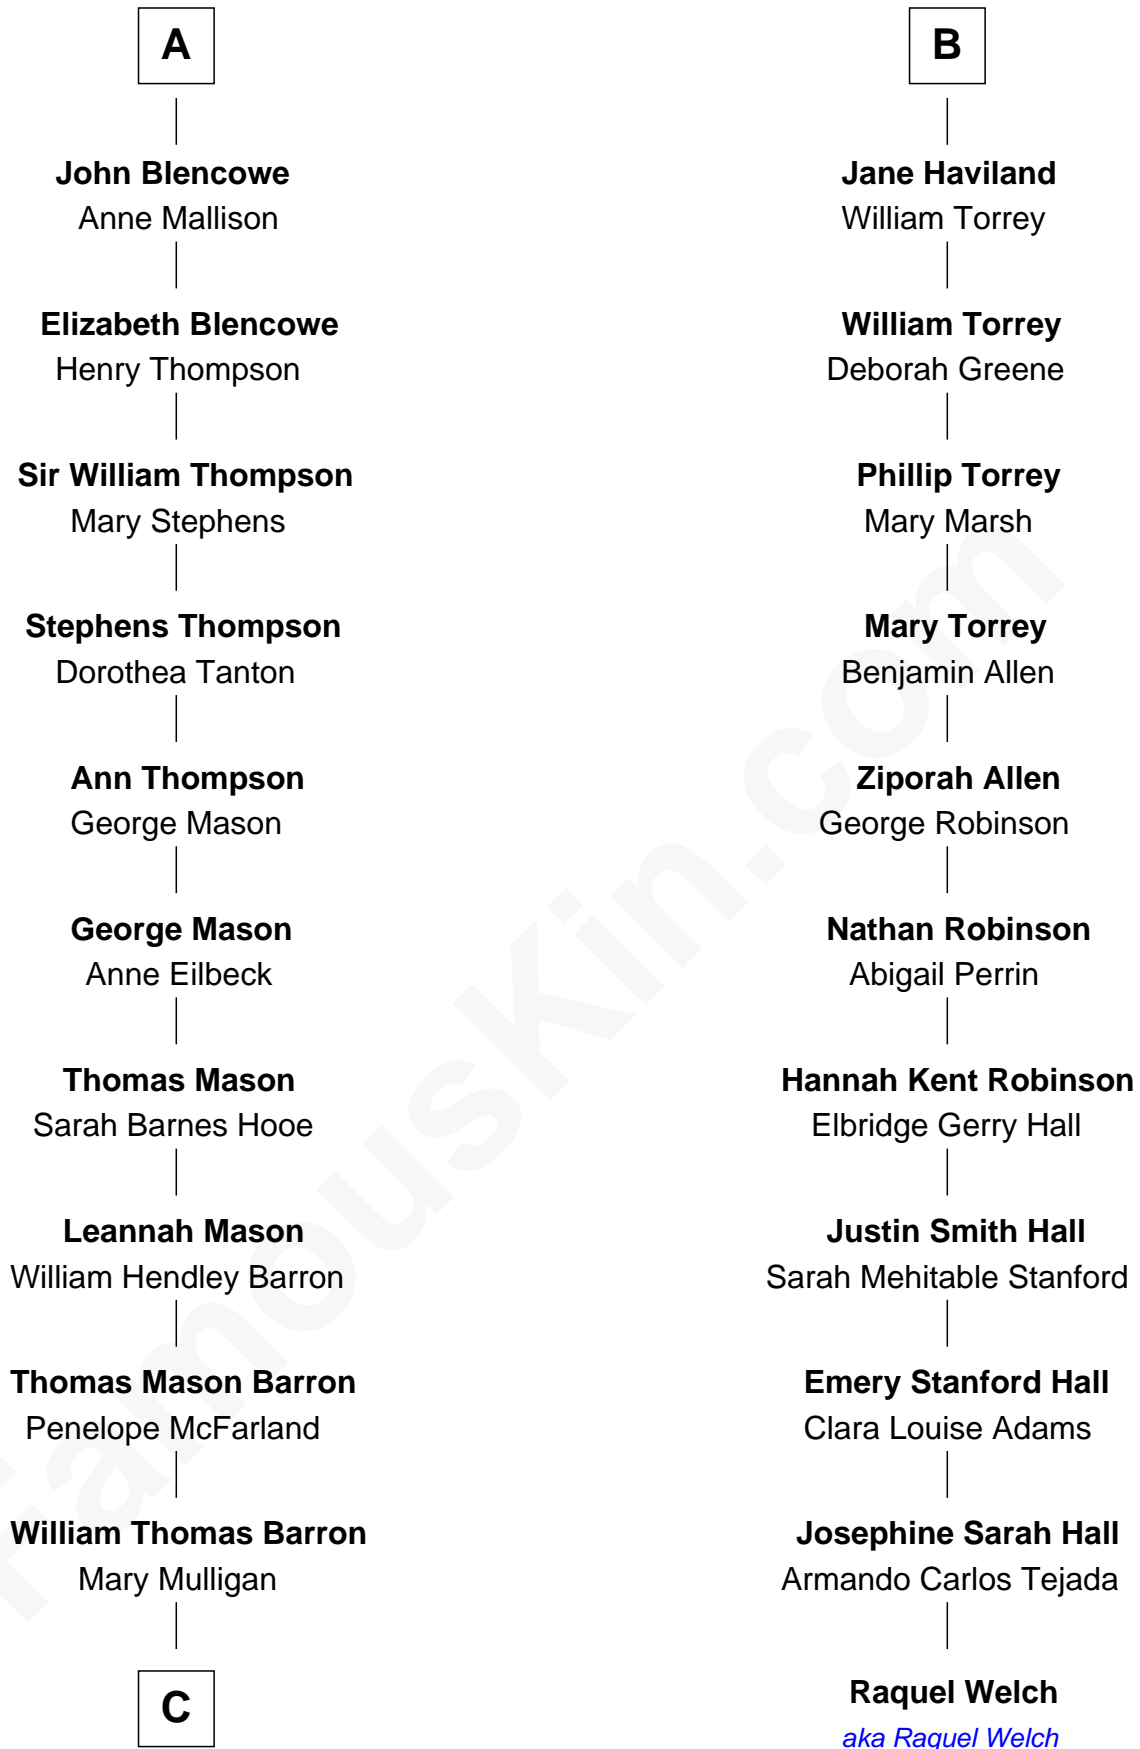 A
John Blencowe
Anne Mallison
Elizabeth Blencowe
Henry Thompson
Sir William Thompson
Mary Stephens
Stephens Thompson
Dorothea Tanton
Ann Thompson
George Mason
George Mason
Anne Eilbeck
Thomas Mason
Sarah Barnes Hooe
Leannah Mason
William Hendley Barron
Thomas Mason Barron
Penelope McFarland
William Thomas Barron
Mary Mulligan
C
B
Jane Haviland
William Torrey
William Torrey
Deborah Greene
Phillip Torrey
Mary Marsh
Mary Torrey
Benjamin Allen
Ziporah Allen
George Robinson
Nathan Robinson
Abigail Perrin
Hannah Kent Robinson
Elbridge Gerry Hall
Justin Smith Hall
Sarah Mehitable Stanford
Emery Stanford Hall
Clara Louise Adams
Josephine Sarah Hall
Armando Carlos Tejada
Raquel Welch
aka Raquel Welch
FamousKin.com